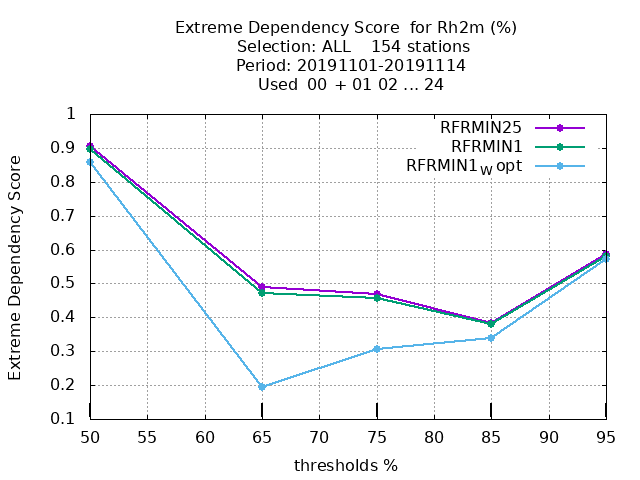 Extreme Dependency Score  for Rh2m (%)
Selection: ALL    154 stations
Period: 20191101-20191114
Used  00  + 01 02 ... 24
RFRMIN25
RFRMIN1
RFRMIN1_W opt
Extreme Dependency Score
1
0.9
0.8
0.7
0.6
0.5
0.4
0.3
0.2
0.1
50 55 60 65 70 75 80 85 90 95
thresholds %